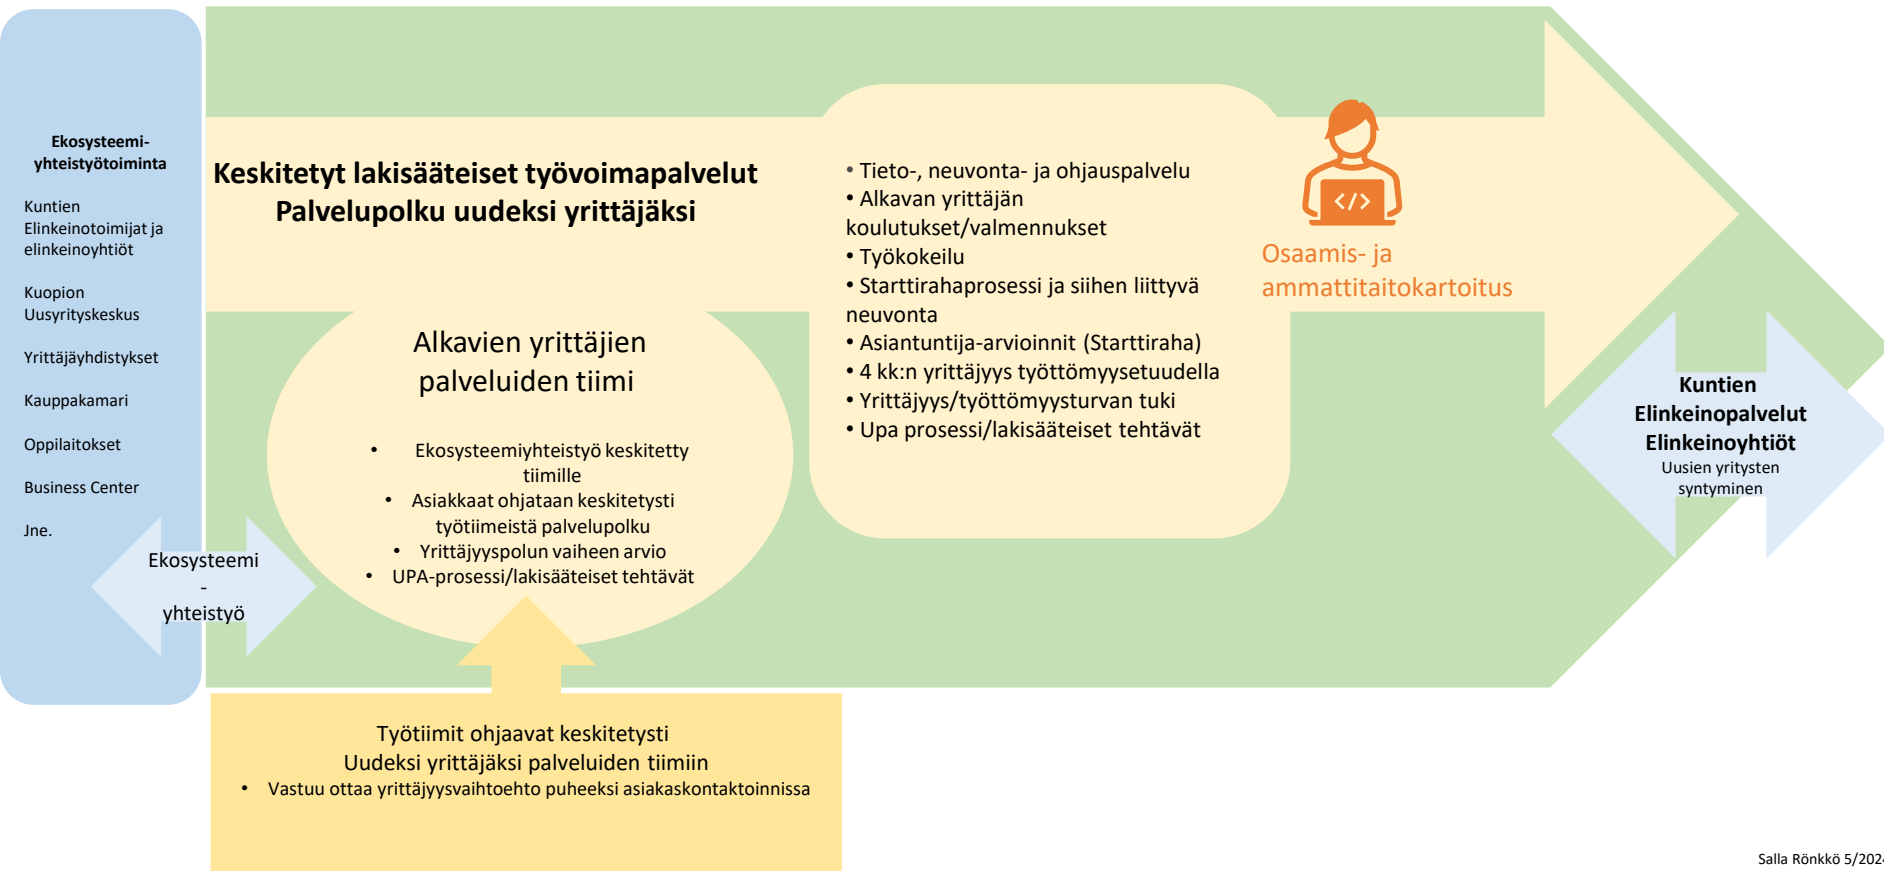 Ekosysteemi-
yhteistyötoiminta
Kuntien
Elinkeinotoimijat ja
elinkeinoyhtiöt
Kuopion
Uusyrityskeskus
Yrittäjäyhdistykset
Kauppakamari
Oppilaitokset
Business Center
Jne.
Ekosysteemi
-
yhteistyö
Keskitetyt lakisääteiset työvoimapalvelut
Palvelupolku uudeksi yrittäjäksi
Alkavien yrittäjien
palveluiden tiimi
• Ekosysteemiyhteistyö keskitetty
tiimille
• Asiakkaat ohjataan keskitetysti
työtiimeistä palvelupolku
• Yrittäjyyspolun vaiheen arvio
• UPA-prosessi/lakisääteiset tehtävät
• Tieto-, neuvonta- ja ohjauspalvelu
• Alkavan yrittäjän
koulutukset/valmennukset
• Työkokeilu
• Starttirahaprosessi ja siihen liittyvä
neuvonta
• Asiantuntija-arvioinnit (Starttiraha)
• 4 kk:n yrittäjyys työttömyysetuudella
• Yrittäjyys/työttömyysturvan tuki
• Upa prosessi/lakisääteiset tehtävät
</>
Osaamis- ja
ammattitaitokartoitus
Kuntien
Elinkeinopalvelut
Elinkeinoyhtiöt
Uusien yritysten
syntyminen
Työtiimit ohjaavat keskitetysti
Uudeksi yrittäjäksi palveluiden tiimiin
• Vastuu ottaa yrittäjyysvaihtoehto puheeksi asiakaskontaktoinnissa
Salla Rönkkö 5/2024